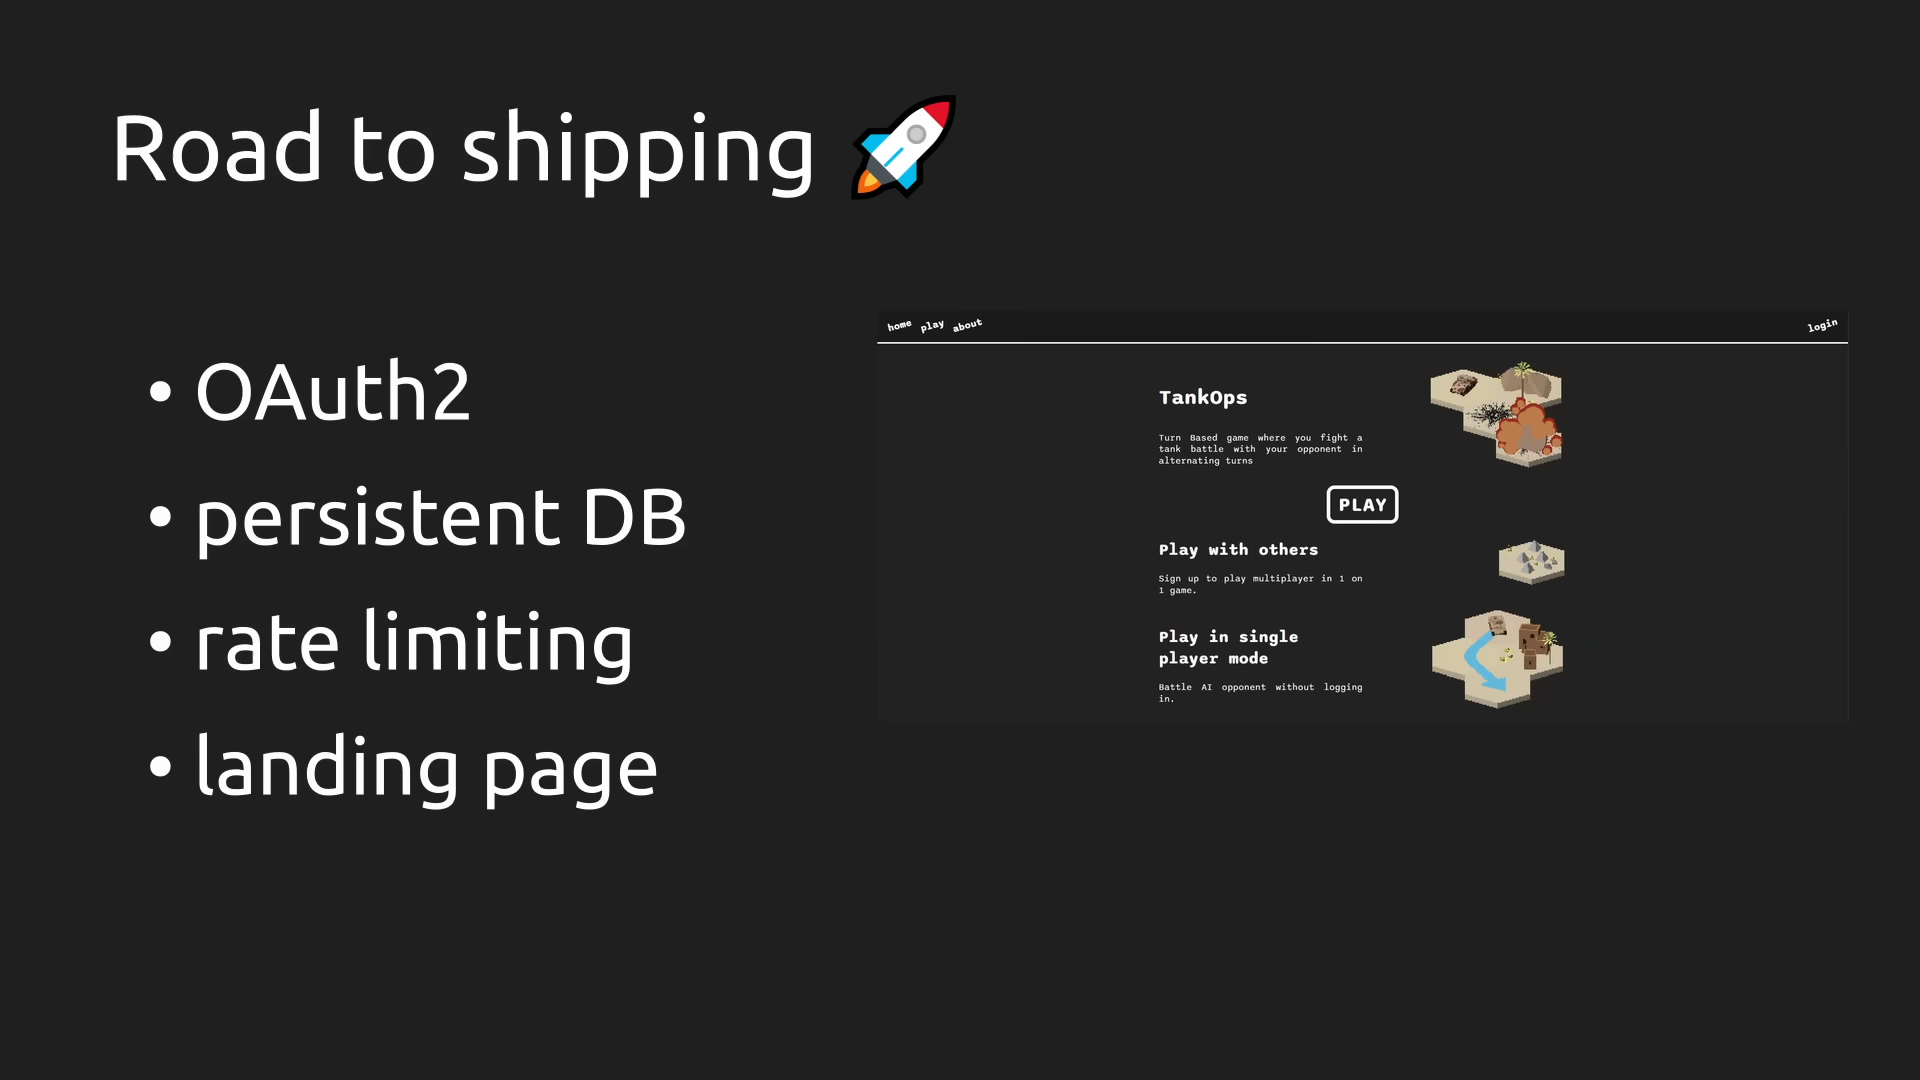 Road to shipping 🚀
• OAuth2
• persistent DB
• rate limiting
• landing page
home play about login
TankOps
Turn Based game where you fight a
tank battle with your opponent in
alternating turns
PLAY
Play with others
Sign up to play multiplayer in 1 on
1 game.
Play in single
player mode
Battle AI opponent without logging
in.